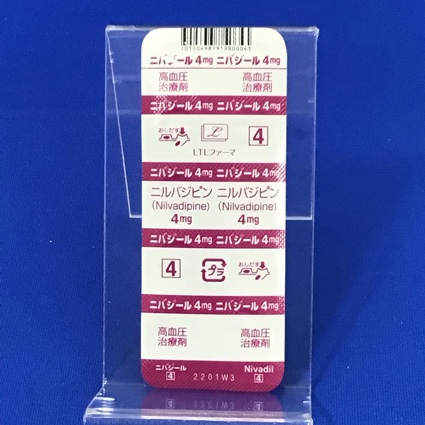 (01)04987919800043
ニバジール 4mg ニバジール 4mg
高血圧 高血圧
治療剤 治療剤
ニバジール 4mg ニバジール 4mg
おしだす
L
4
LTLファーマ
ニバジール 4mg ニバジール 4mg
ニルバジピン ニルバジピン
(Nilvadipine) (Nilvadipine)
4mg 4mg
ニバジール 4mg ニバジール 4mg
4 プラ おしだす
ニバジール 4mg ニバジール 4mg
高血圧 高血圧
治療剤 治療剤
ニバジール Nivadil
4 2201W3 4